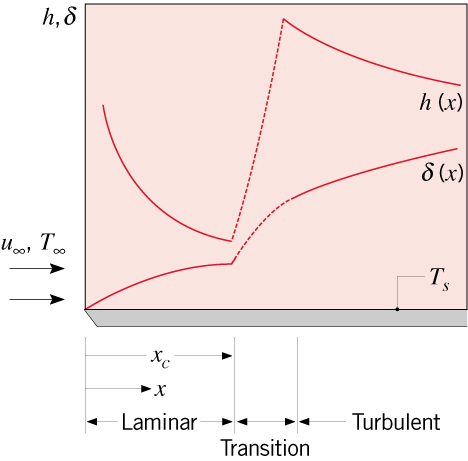 h, δ
h (x)
δ (x)
u∞, T∞
Ts
xc
x
Laminar
Turbulent
Transition